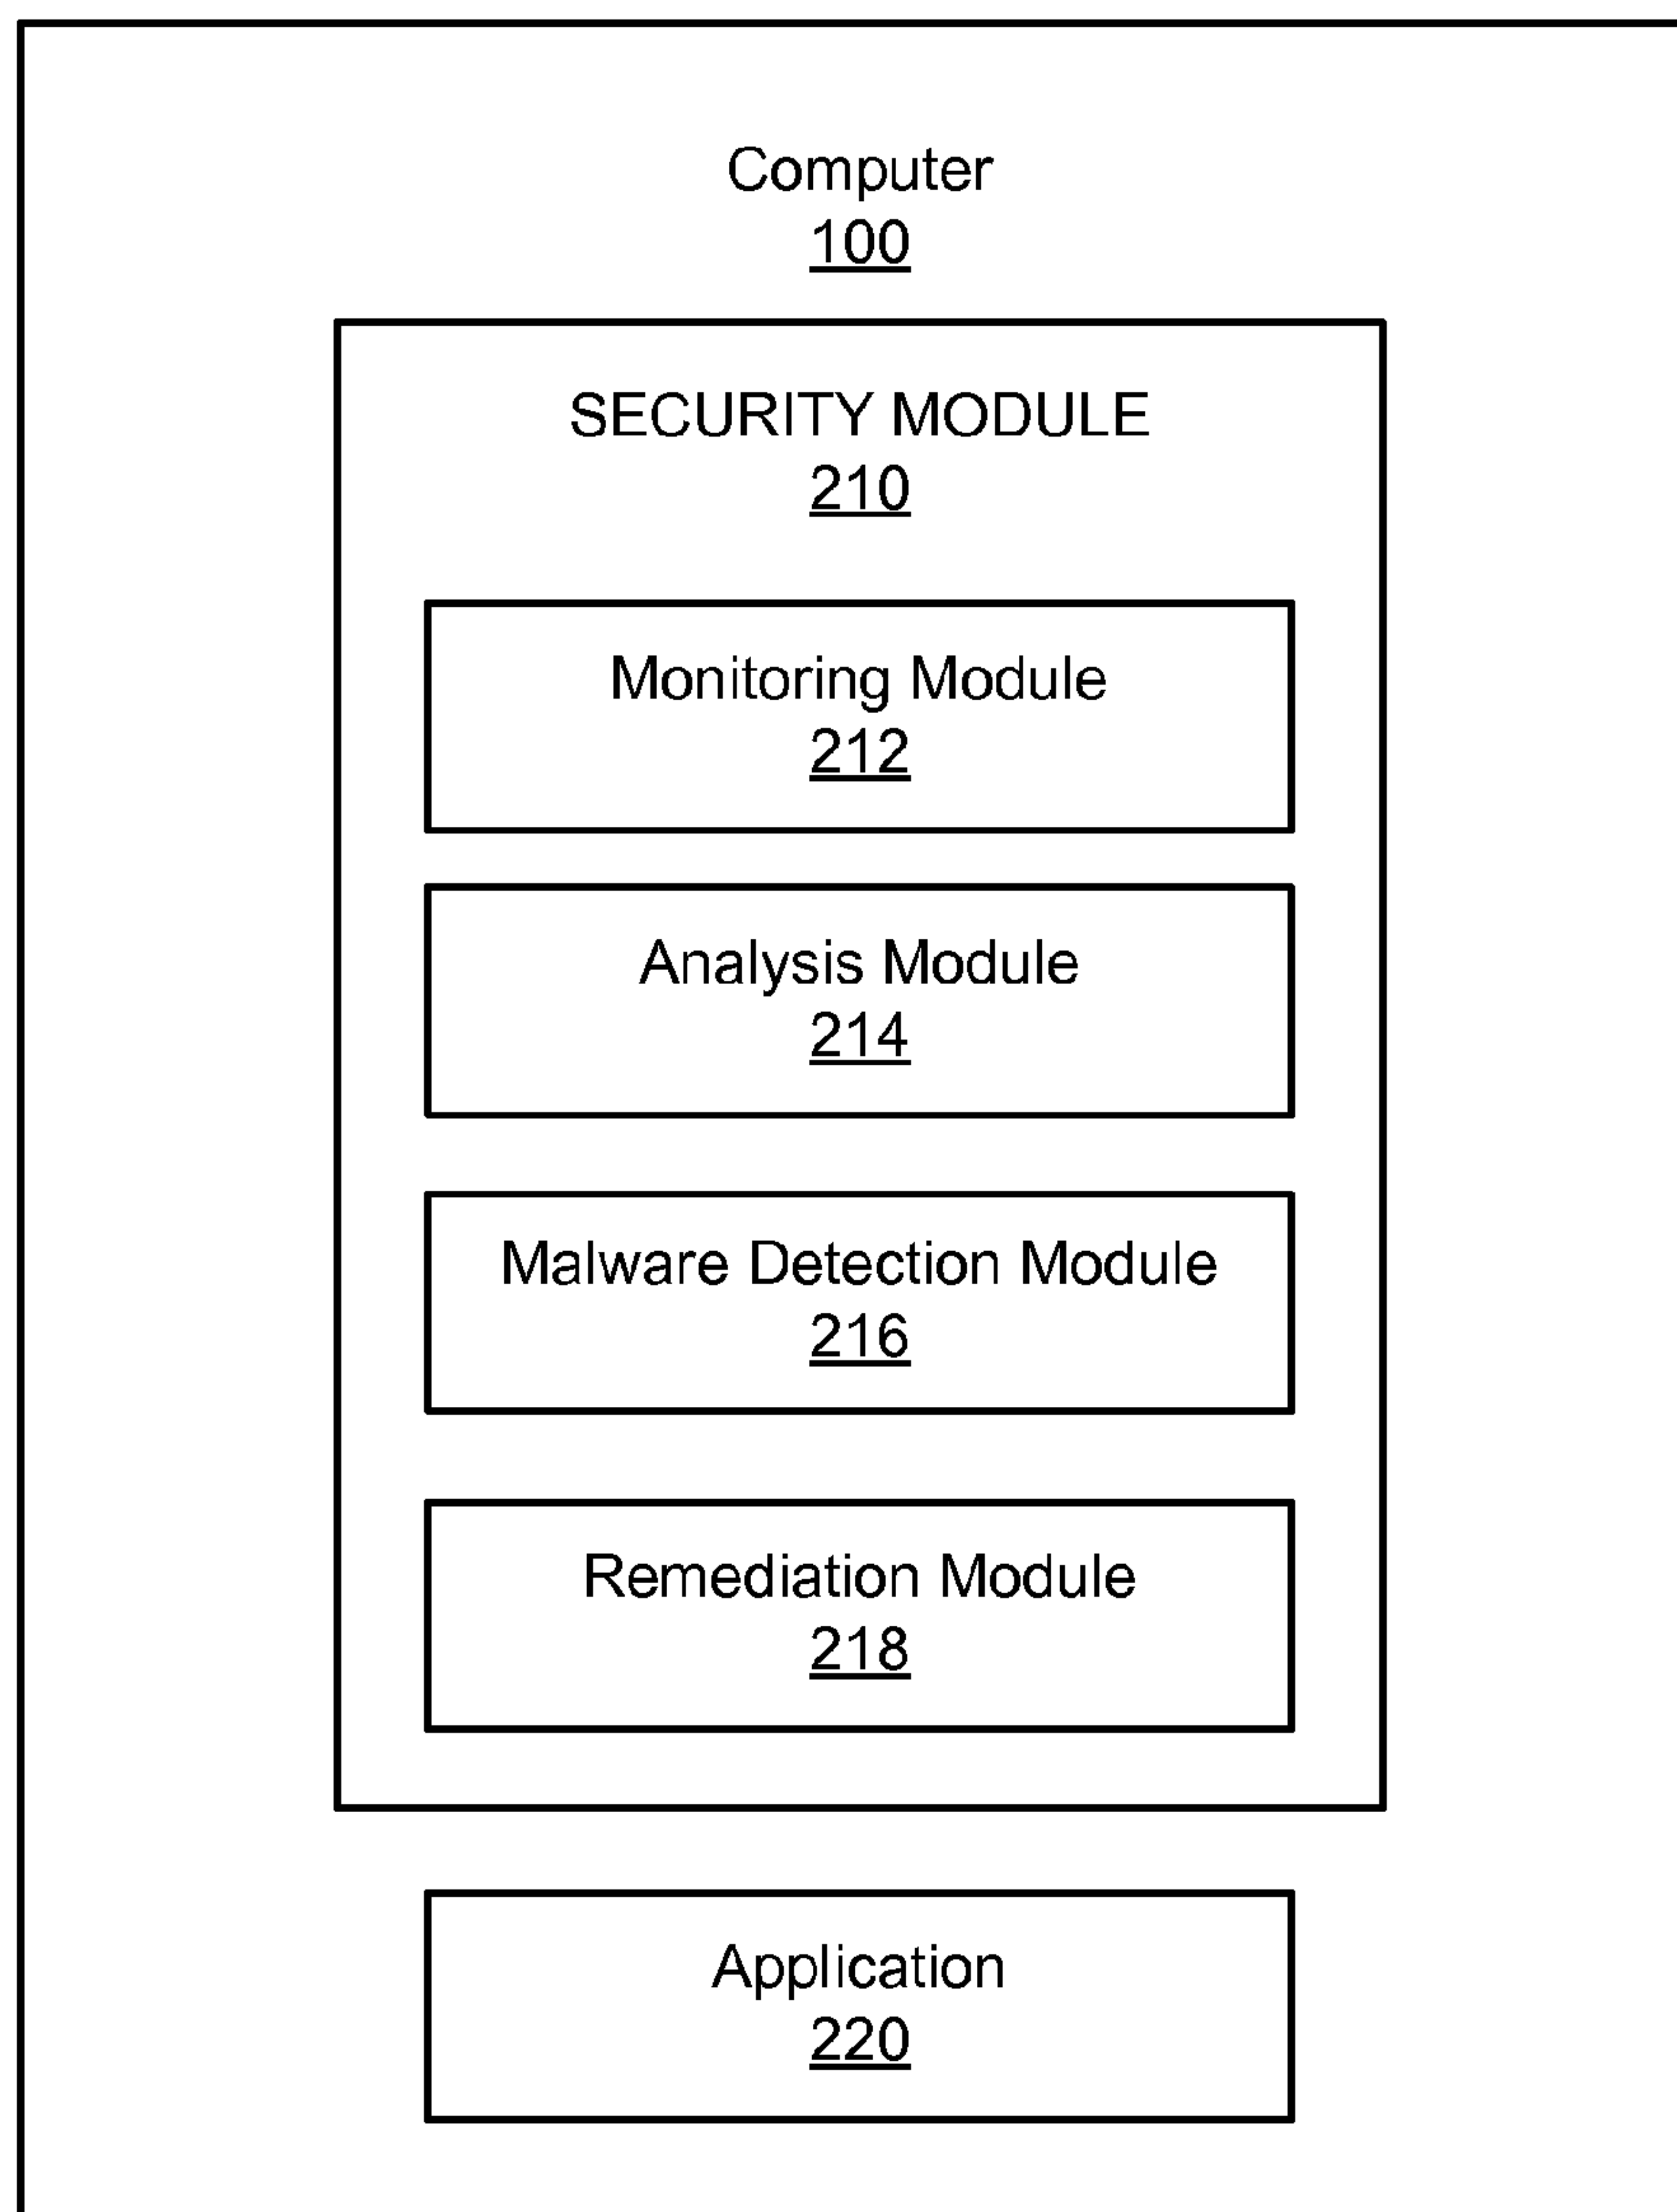 Computer
100
SECURITY MODULE
210
Monitoring Module
212
Analysis Module
214
Malware Detection Module
216
Remediation Module
218
Application
220